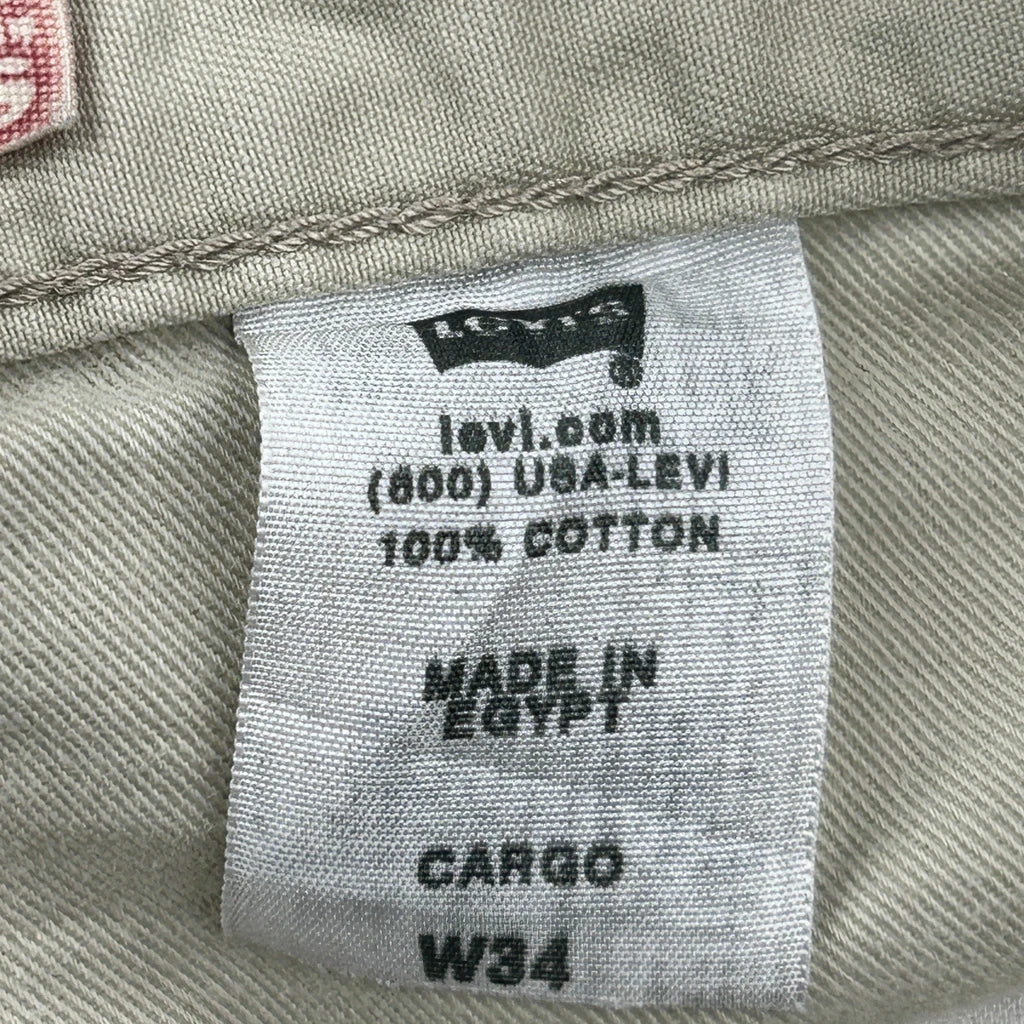 LEVI'S
levi.com
(800) USA-LEVI
100% COTTON
MADE IN
EGYPT
CARGO
W34